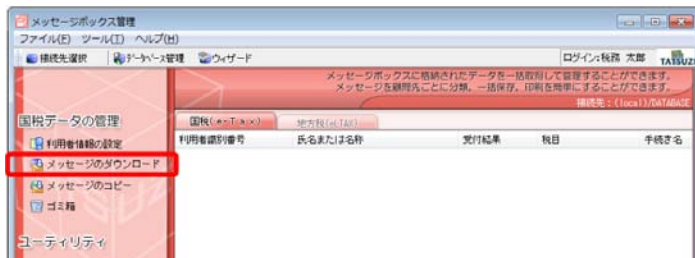 メッセージボックス管理
ファイル(F) ツール(T) ヘルプ(H)
接続先選択 データベース管理 ウィザード ログイン:税務 太郎 TATSUZI
メッセージボックスに格納されたデータを一括取得して管理することができます。
メッセージを顧問先ごとに分類、一括保存、印刷を簡単にすることができます。
接続先:(local)/DATABASE
国税データの管理
国税(e-Tax) 地方税(eLTAX)
利用者情報の設定
利用者識別番号 氏名または名称 受付結果 税目 手続き名
メッセージのダウンロード
メッセージのコピー
ゴミ箱
ユーティリティ